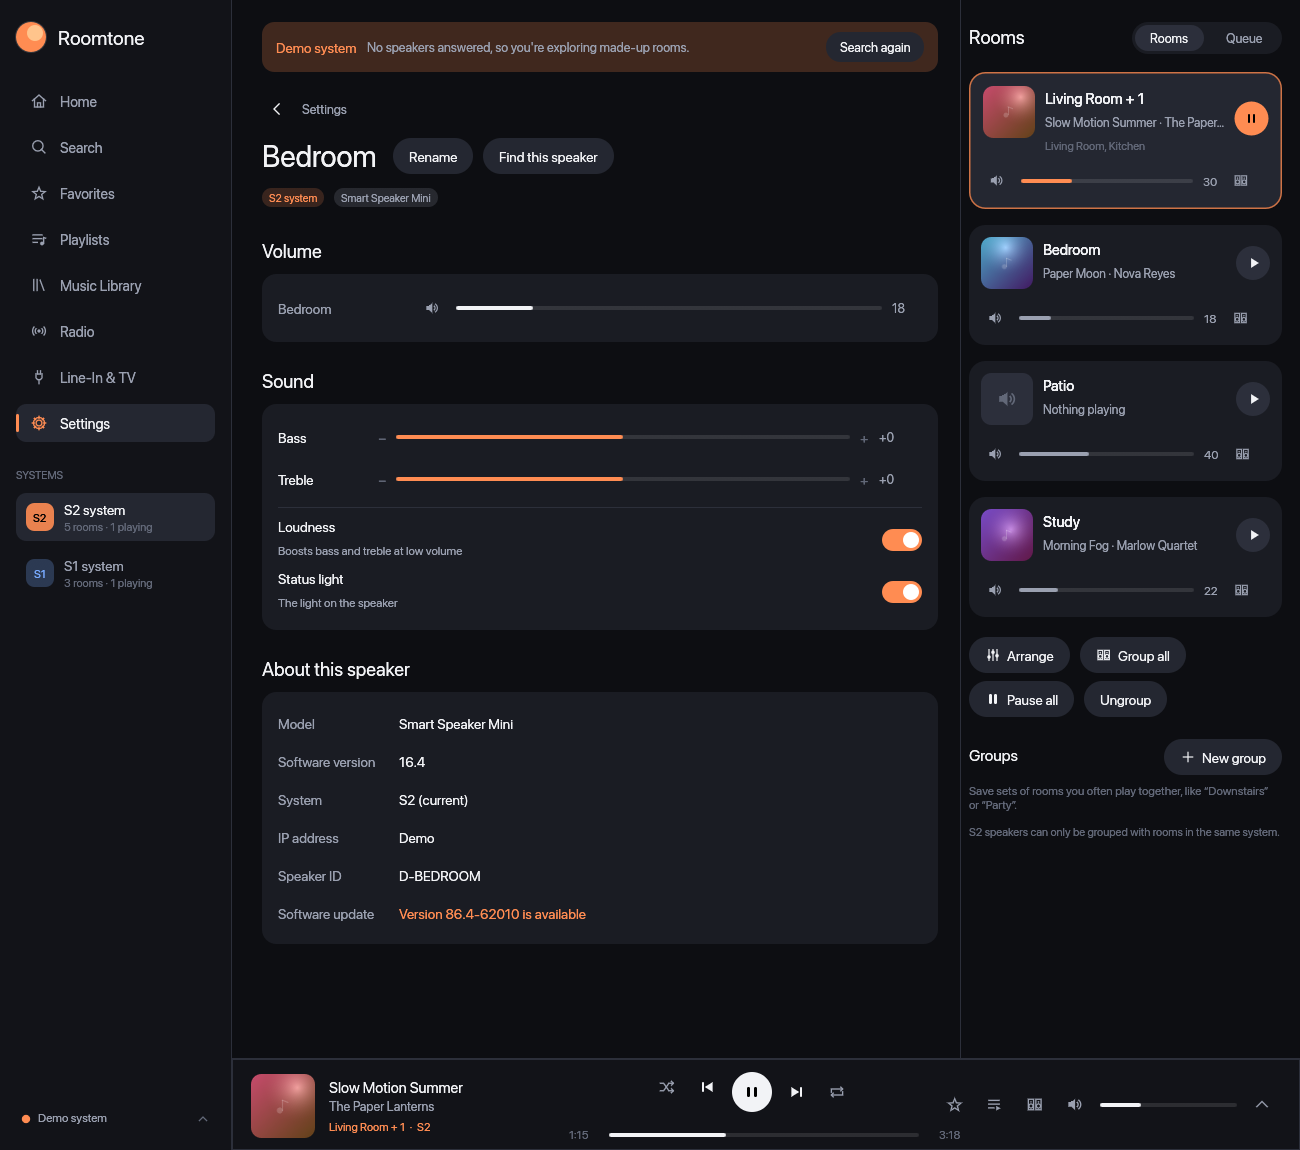 Roomtone
Home
Search
Favorites
Playlists
Music Library
Radio
Line-In & TV
Settings
SYSTEMS
S2
S2 system
5 rooms · 1 playing
S1
S1 system
3 rooms · 1 playing
Demo system
Demo system No speakers answered, so you're exploring made-up rooms. Search again
Settings
Bedroom Rename Find this speaker
S2 system Smart Speaker Mini
Volume
Bedroom 18
Sound
Bass − + +0
Treble − + +0
Loudness
Boosts bass and treble at low volume
Status light
The light on the speaker
About this speaker
Model Smart Speaker Mini
Software version 16.4
System S2 (current)
IP address Demo
Speaker ID D-BEDROOM
Software update Version 86.4-62010 is available
Rooms Rooms Queue
Living Room + 1
Slow Motion Summer · The Paper...
Living Room, Kitchen
30
Bedroom
Paper Moon · Nova Reyes
18
Patio
Nothing playing
40
Study
Morning Fog · Marlow Quartet
22
Arrange Group all
Pause all Ungroup
Groups New group
Save sets of rooms you often play together, like “Downstairs”
or “Party”.
S2 speakers can only be grouped with rooms in the same system.
Slow Motion Summer
The Paper Lanterns
Living Room + 1 · S2
1:15 3:18